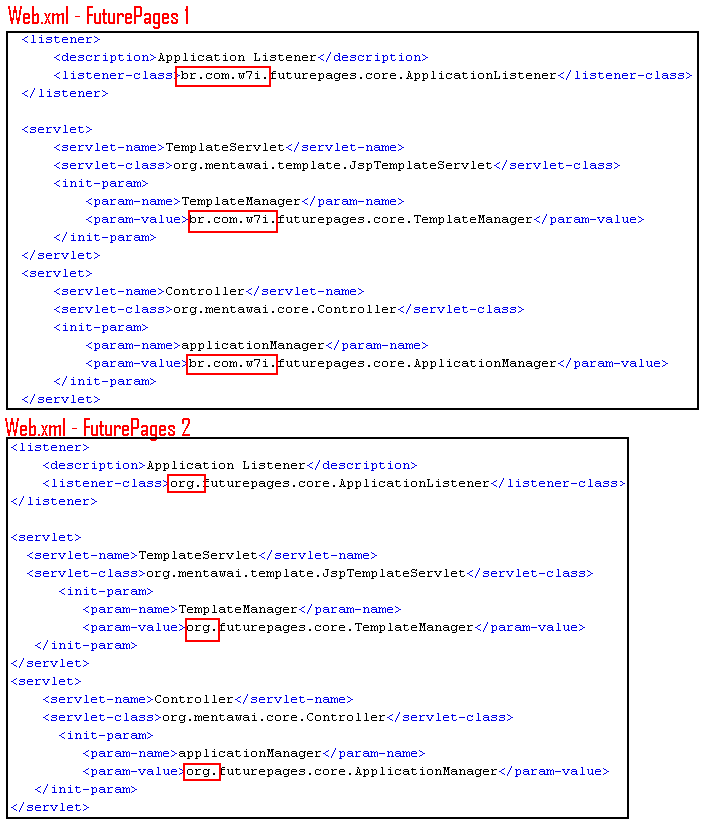 Web.xml - FuturePages 1
<listener>
<description>Application Listener</description>
<listener-class>br.com.w7i.futurepages.core.ApplicationListener</listener-class>
</listener>
<servlet>
<servlet-name>TemplateServlet</servlet-name>
<servlet-class>org.mentawai.template.JspTemplateServlet</servlet-class>
<init-param>
<param-name>TemplateManager</param-name>
<param-value>br.com.w7i.futurepages.core.TemplateManager</param-value>
</init-param>
</servlet>
<servlet>
<servlet-name>Controller</servlet-name>
<servlet-class>org.mentawai.core.Controller</servlet-class>
<init-param>
<param-name>applicationManager</param-name>
<param-value>br.com.w7i.futurepages.core.ApplicationManager</param-value>
</init-param>
</servlet>
Web.xml - FuturePages 2
<listener>
<description>Application Listener</description>
<listener-class>org.futurepages.core.ApplicationListener</listener-class>
</listener>
<servlet>
<servlet-name>TemplateServlet</servlet-name>
<servlet-class>org.mentawai.template.JspTemplateServlet</servlet-class>
<init-param>
<param-name>TemplateManager</param-name>
<param-value>org.futurepages.core.TemplateManager</param-value>
</init-param>
</servlet>
<servlet>
<servlet-name>Controller</servlet-name>
<servlet-class>org.mentawai.core.Controller</servlet-class>
<init-param>
<param-name>applicationManager</param-name>
<param-value>org.futurepages.core.ApplicationManager</param-value>
</init-param>
</servlet>